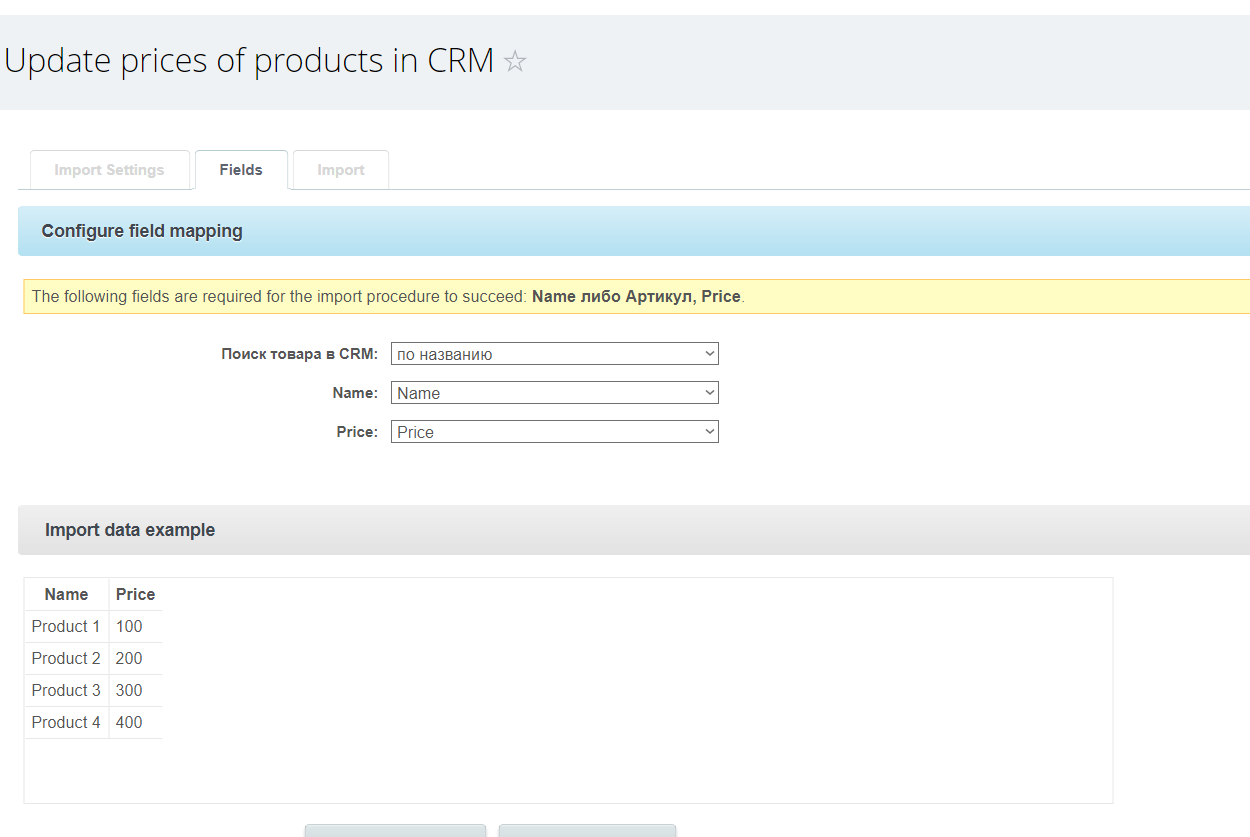 Update prices of products in CRM
Import Settings
Fields
Import
Configure field mapping
The following fields are required for the import procedure to succeed: Name либо Артикул, Price.
Поиск товара в CRM: по названию
Name: Name
Price: Price
Import data example
Name Price
Product 1 100
Product 2 200
Product 3 300
Product 4 400